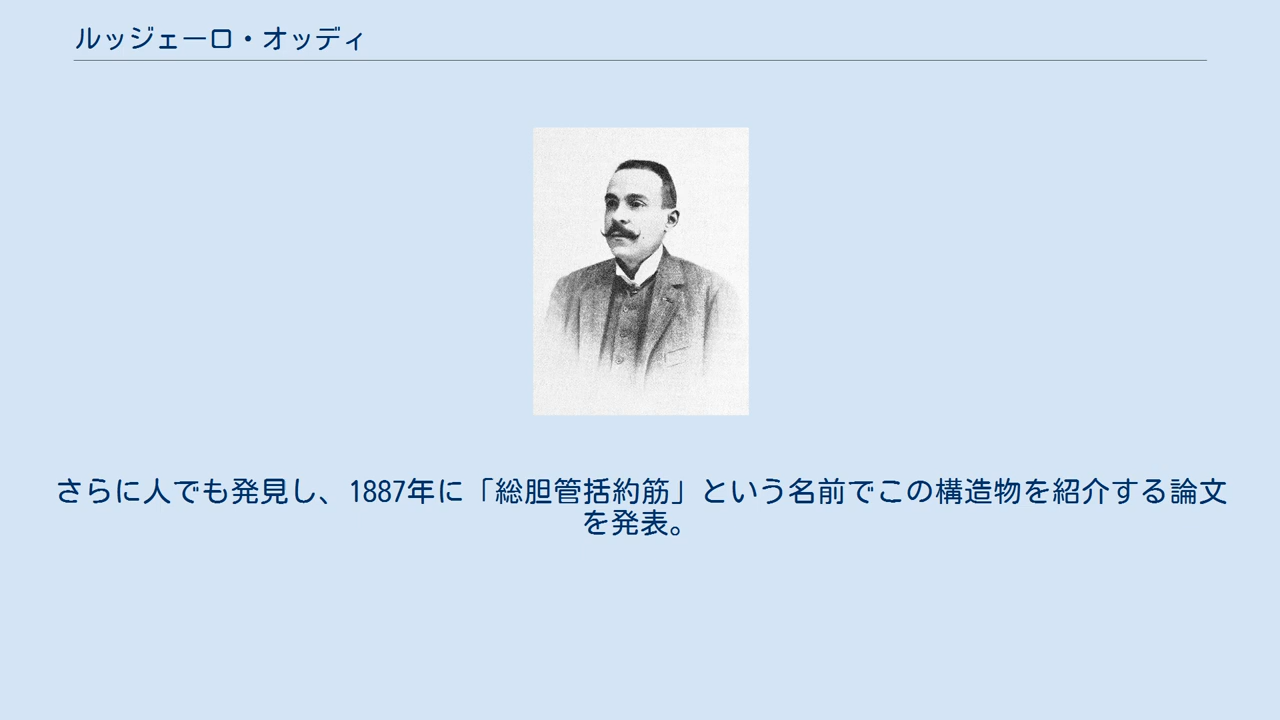 ルッジェーロ・オッディ
さらに人でも発見し、1887年に「総胆管括約筋」という名前でこの構造物を紹介する論文
を発表。